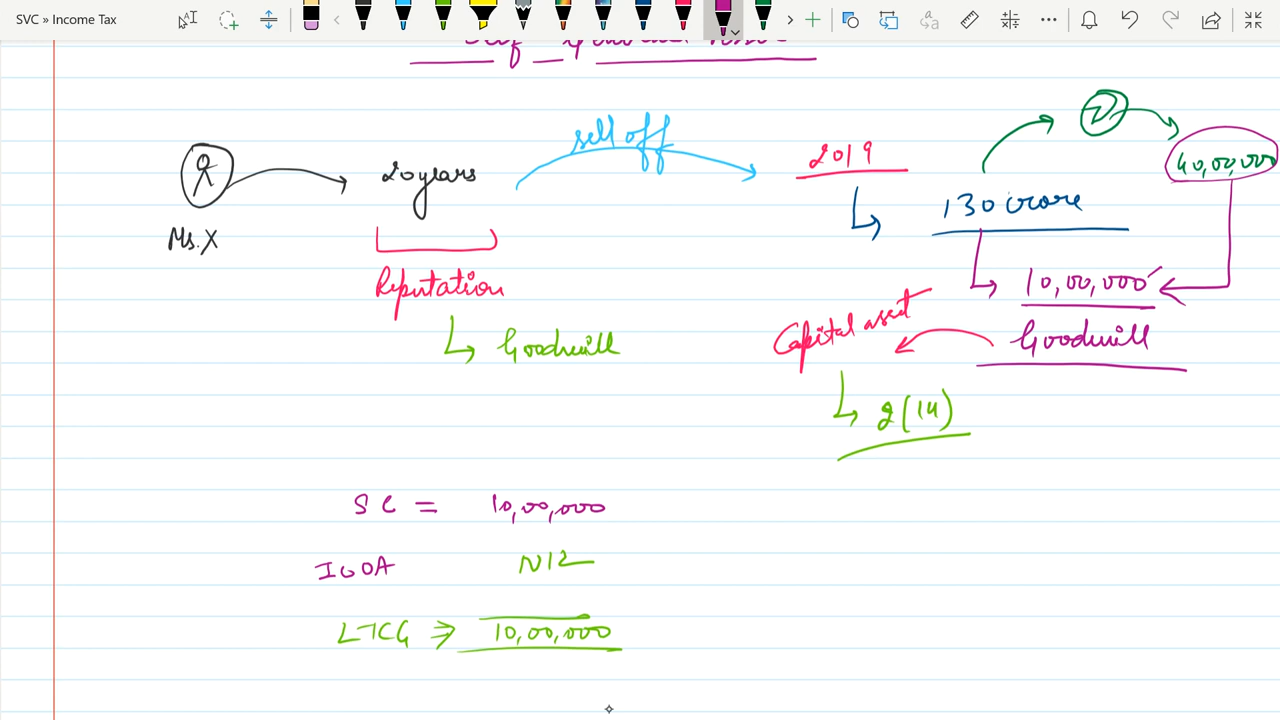 SVC » Income Tax
sell off
2019
40,00,000
20 years
130 crore
Ms. X
Reputation
10,00,000
Capital asset
Goodwill
Goodwill
2(14)
SC = 10,00,000
NIL
LTCG ⇒ 10,00,000